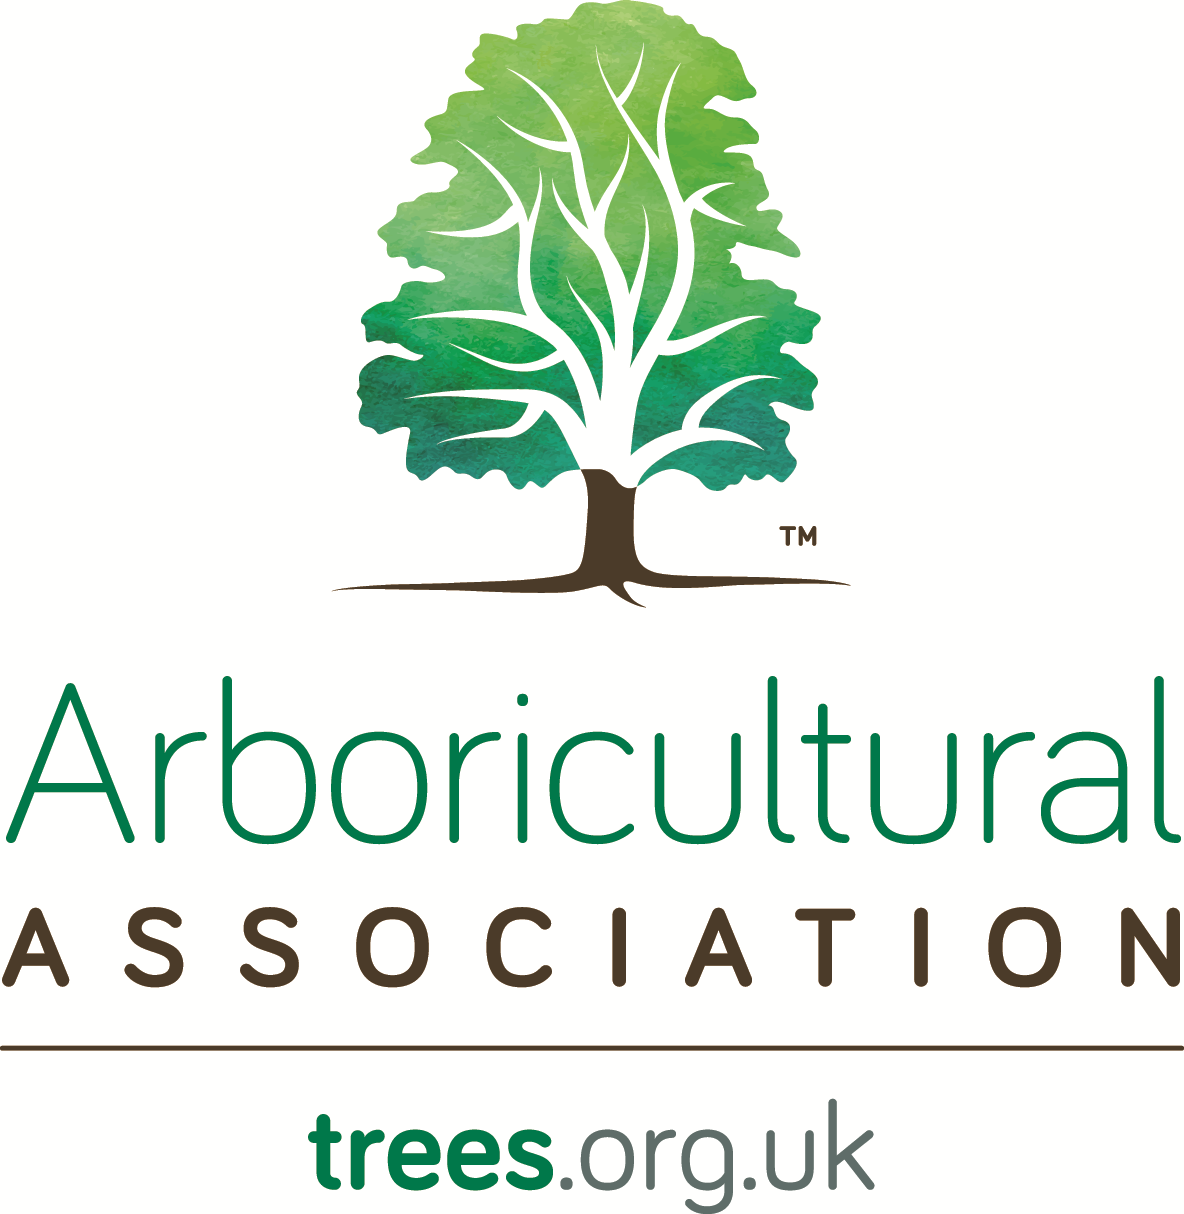 TM
Arboricultural
ASSOCIATION
trees.org.uk